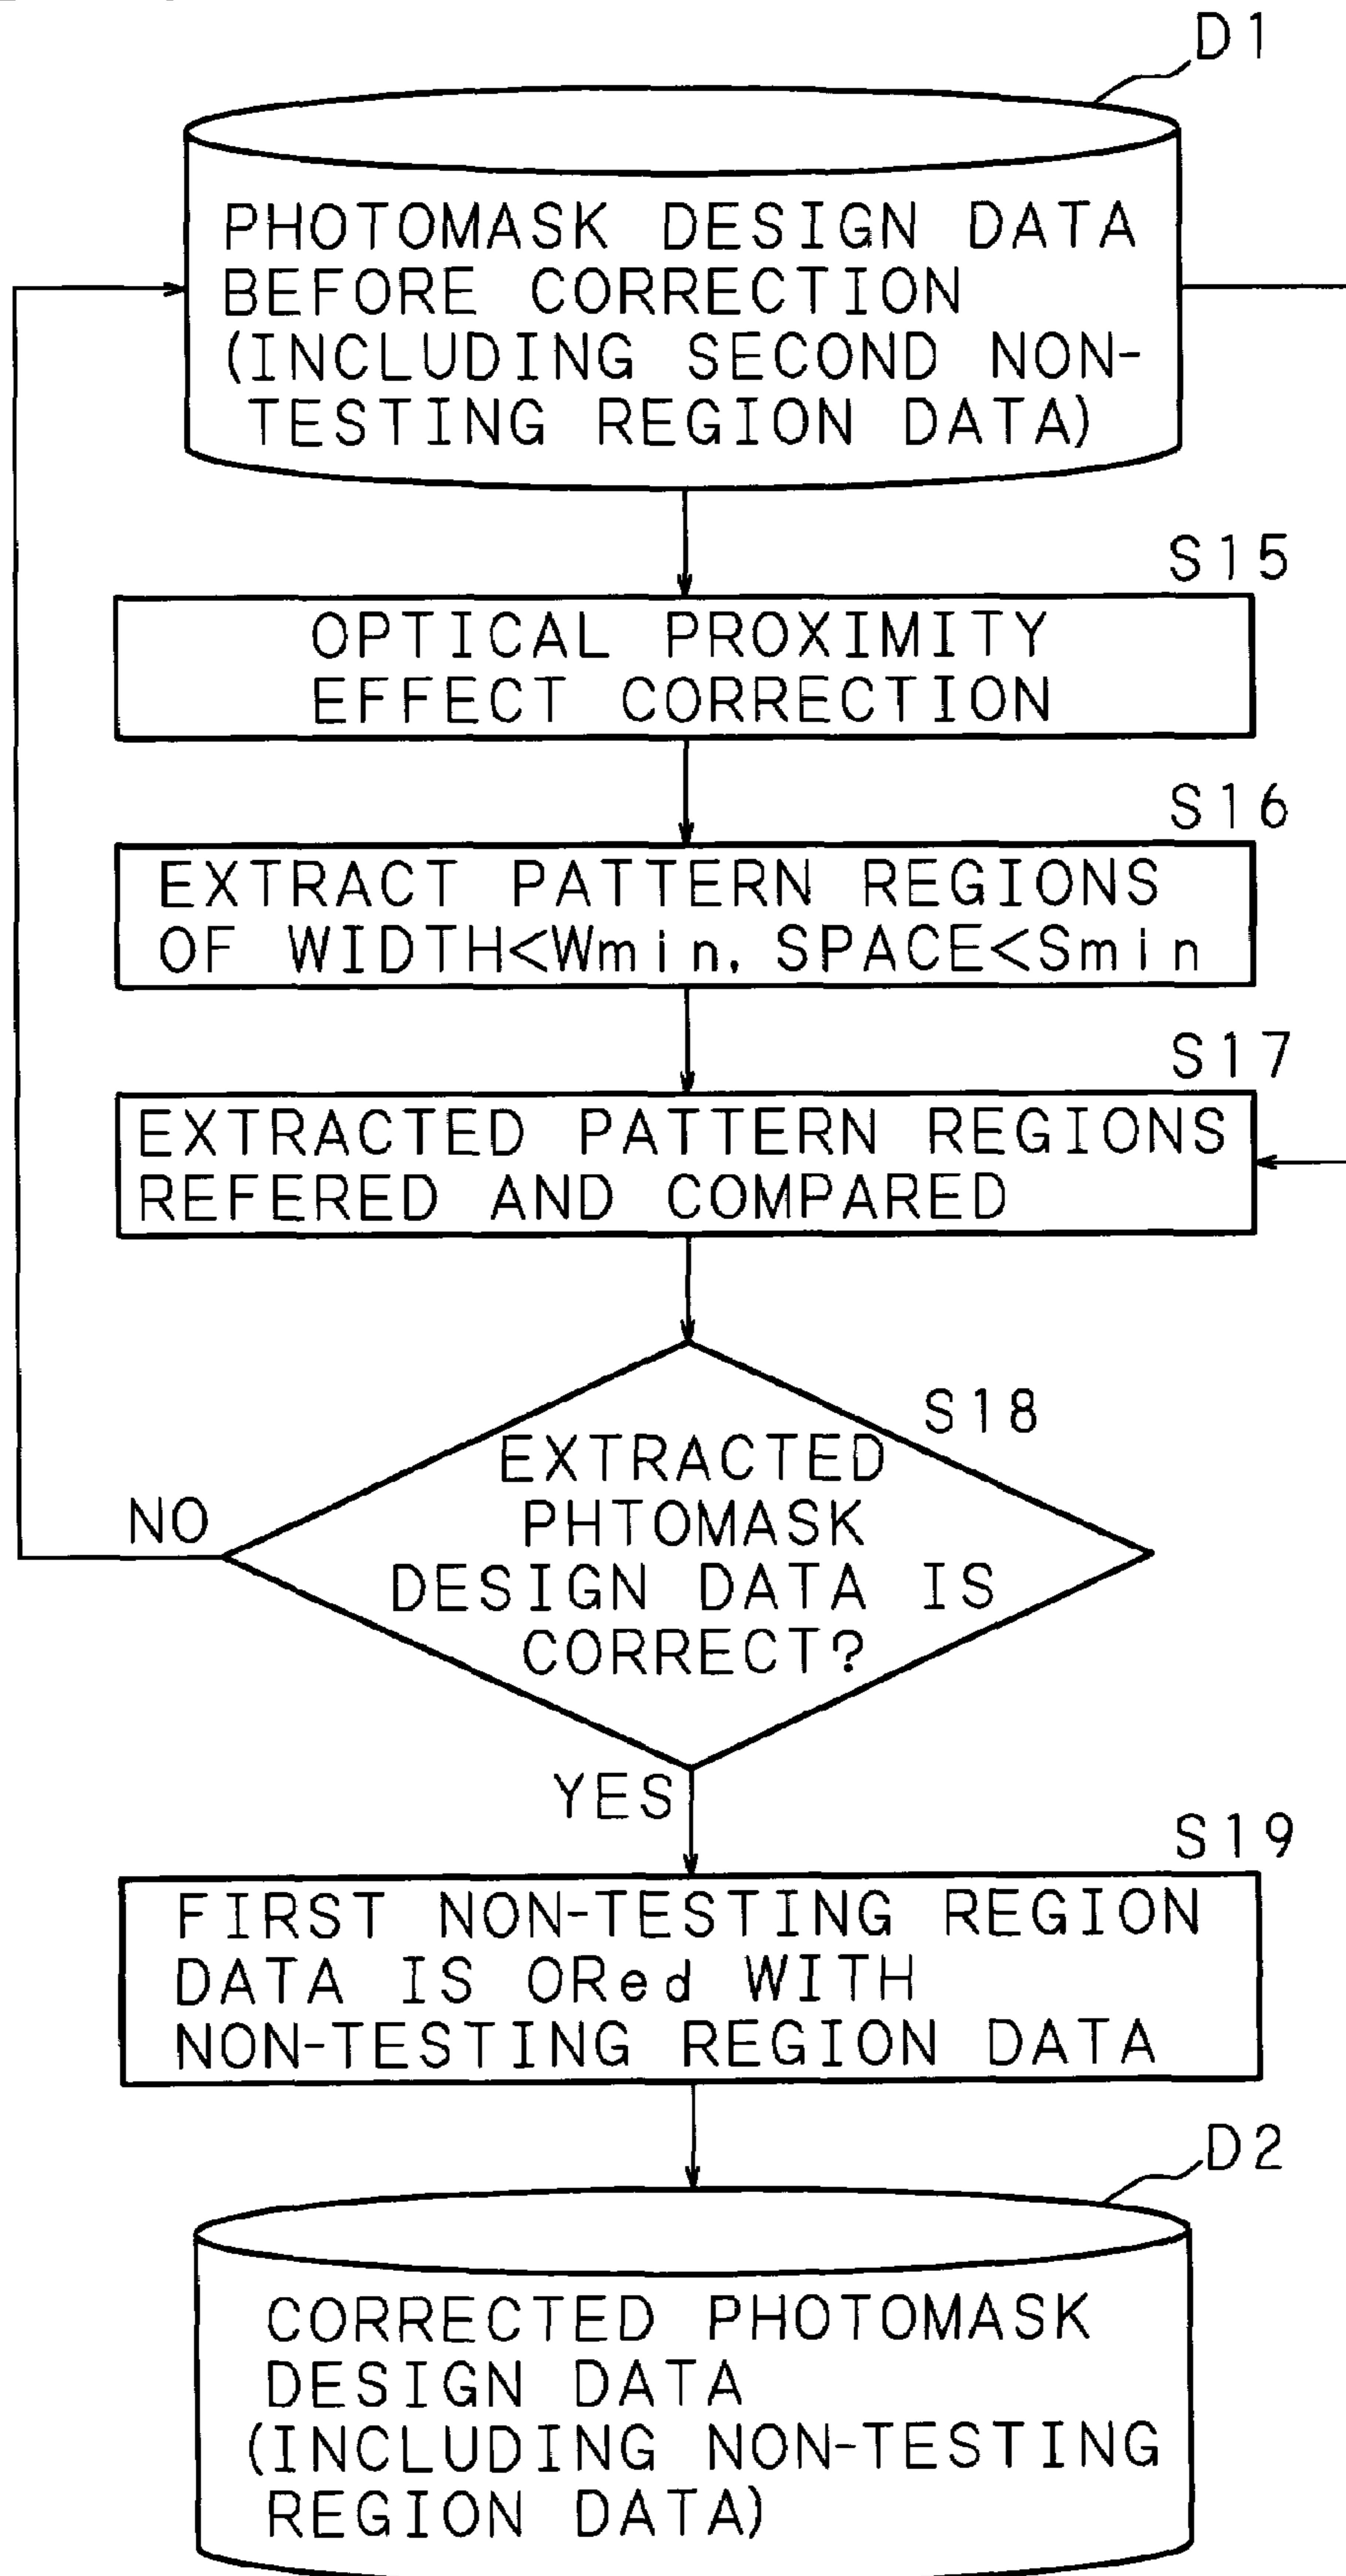 D1
PHOTOMASK DESIGN DATA
BEFORE CORRECTION
(INCLUDING SECOND NON-
TESTING REGION DATA)
S15
OPTICAL PROXIMITY
EFFECT CORRECTION
S16
EXTRACT PATTERN REGIONS
OF WIDTH<Wmin, SPACE<Smin
S17
EXTRACTED PATTERN REGIONS
REFERED AND COMPARED
S18
EXTRACTED
PHTOMASK
DESIGN DATA IS
CORRECT?
NO
YES
S19
FIRST NON-TESTING REGION
DATA IS ORed WITH
NON-TESTING REGION DATA
D2
CORRECTED PHOTOMASK
DESIGN DATA
(INCLUDING NON-TESTING
REGION DATA)